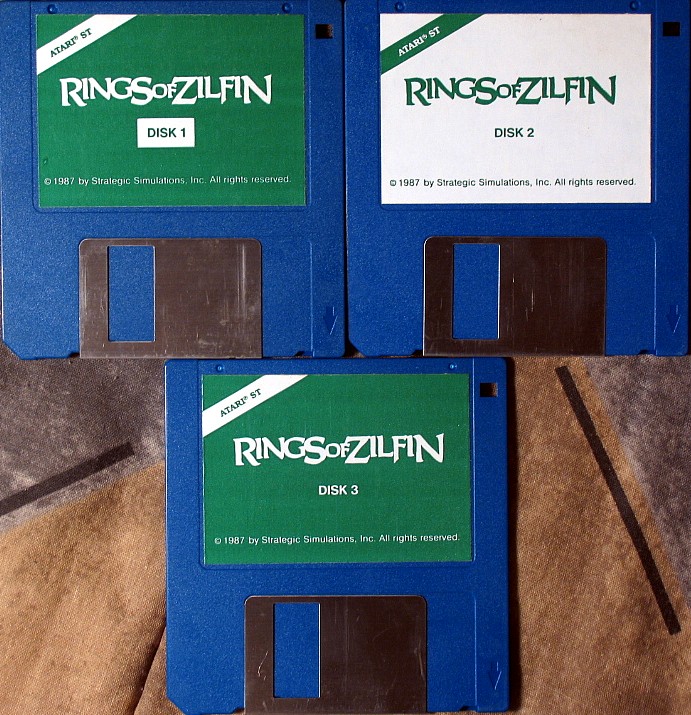 ATARI® ST
RINGS OF ZILFIN
DISK 1
© 1987 by Strategic Simulations, Inc. All rights reserved.
ATARI® ST
RINGS OF ZILFIN
DISK 2
© 1987 by Strategic Simulations, Inc. All rights reserved.
ATARI® ST
RINGS OF ZILFIN
DISK 3
© 1987 by Strategic Simulations, Inc. All rights reserved.